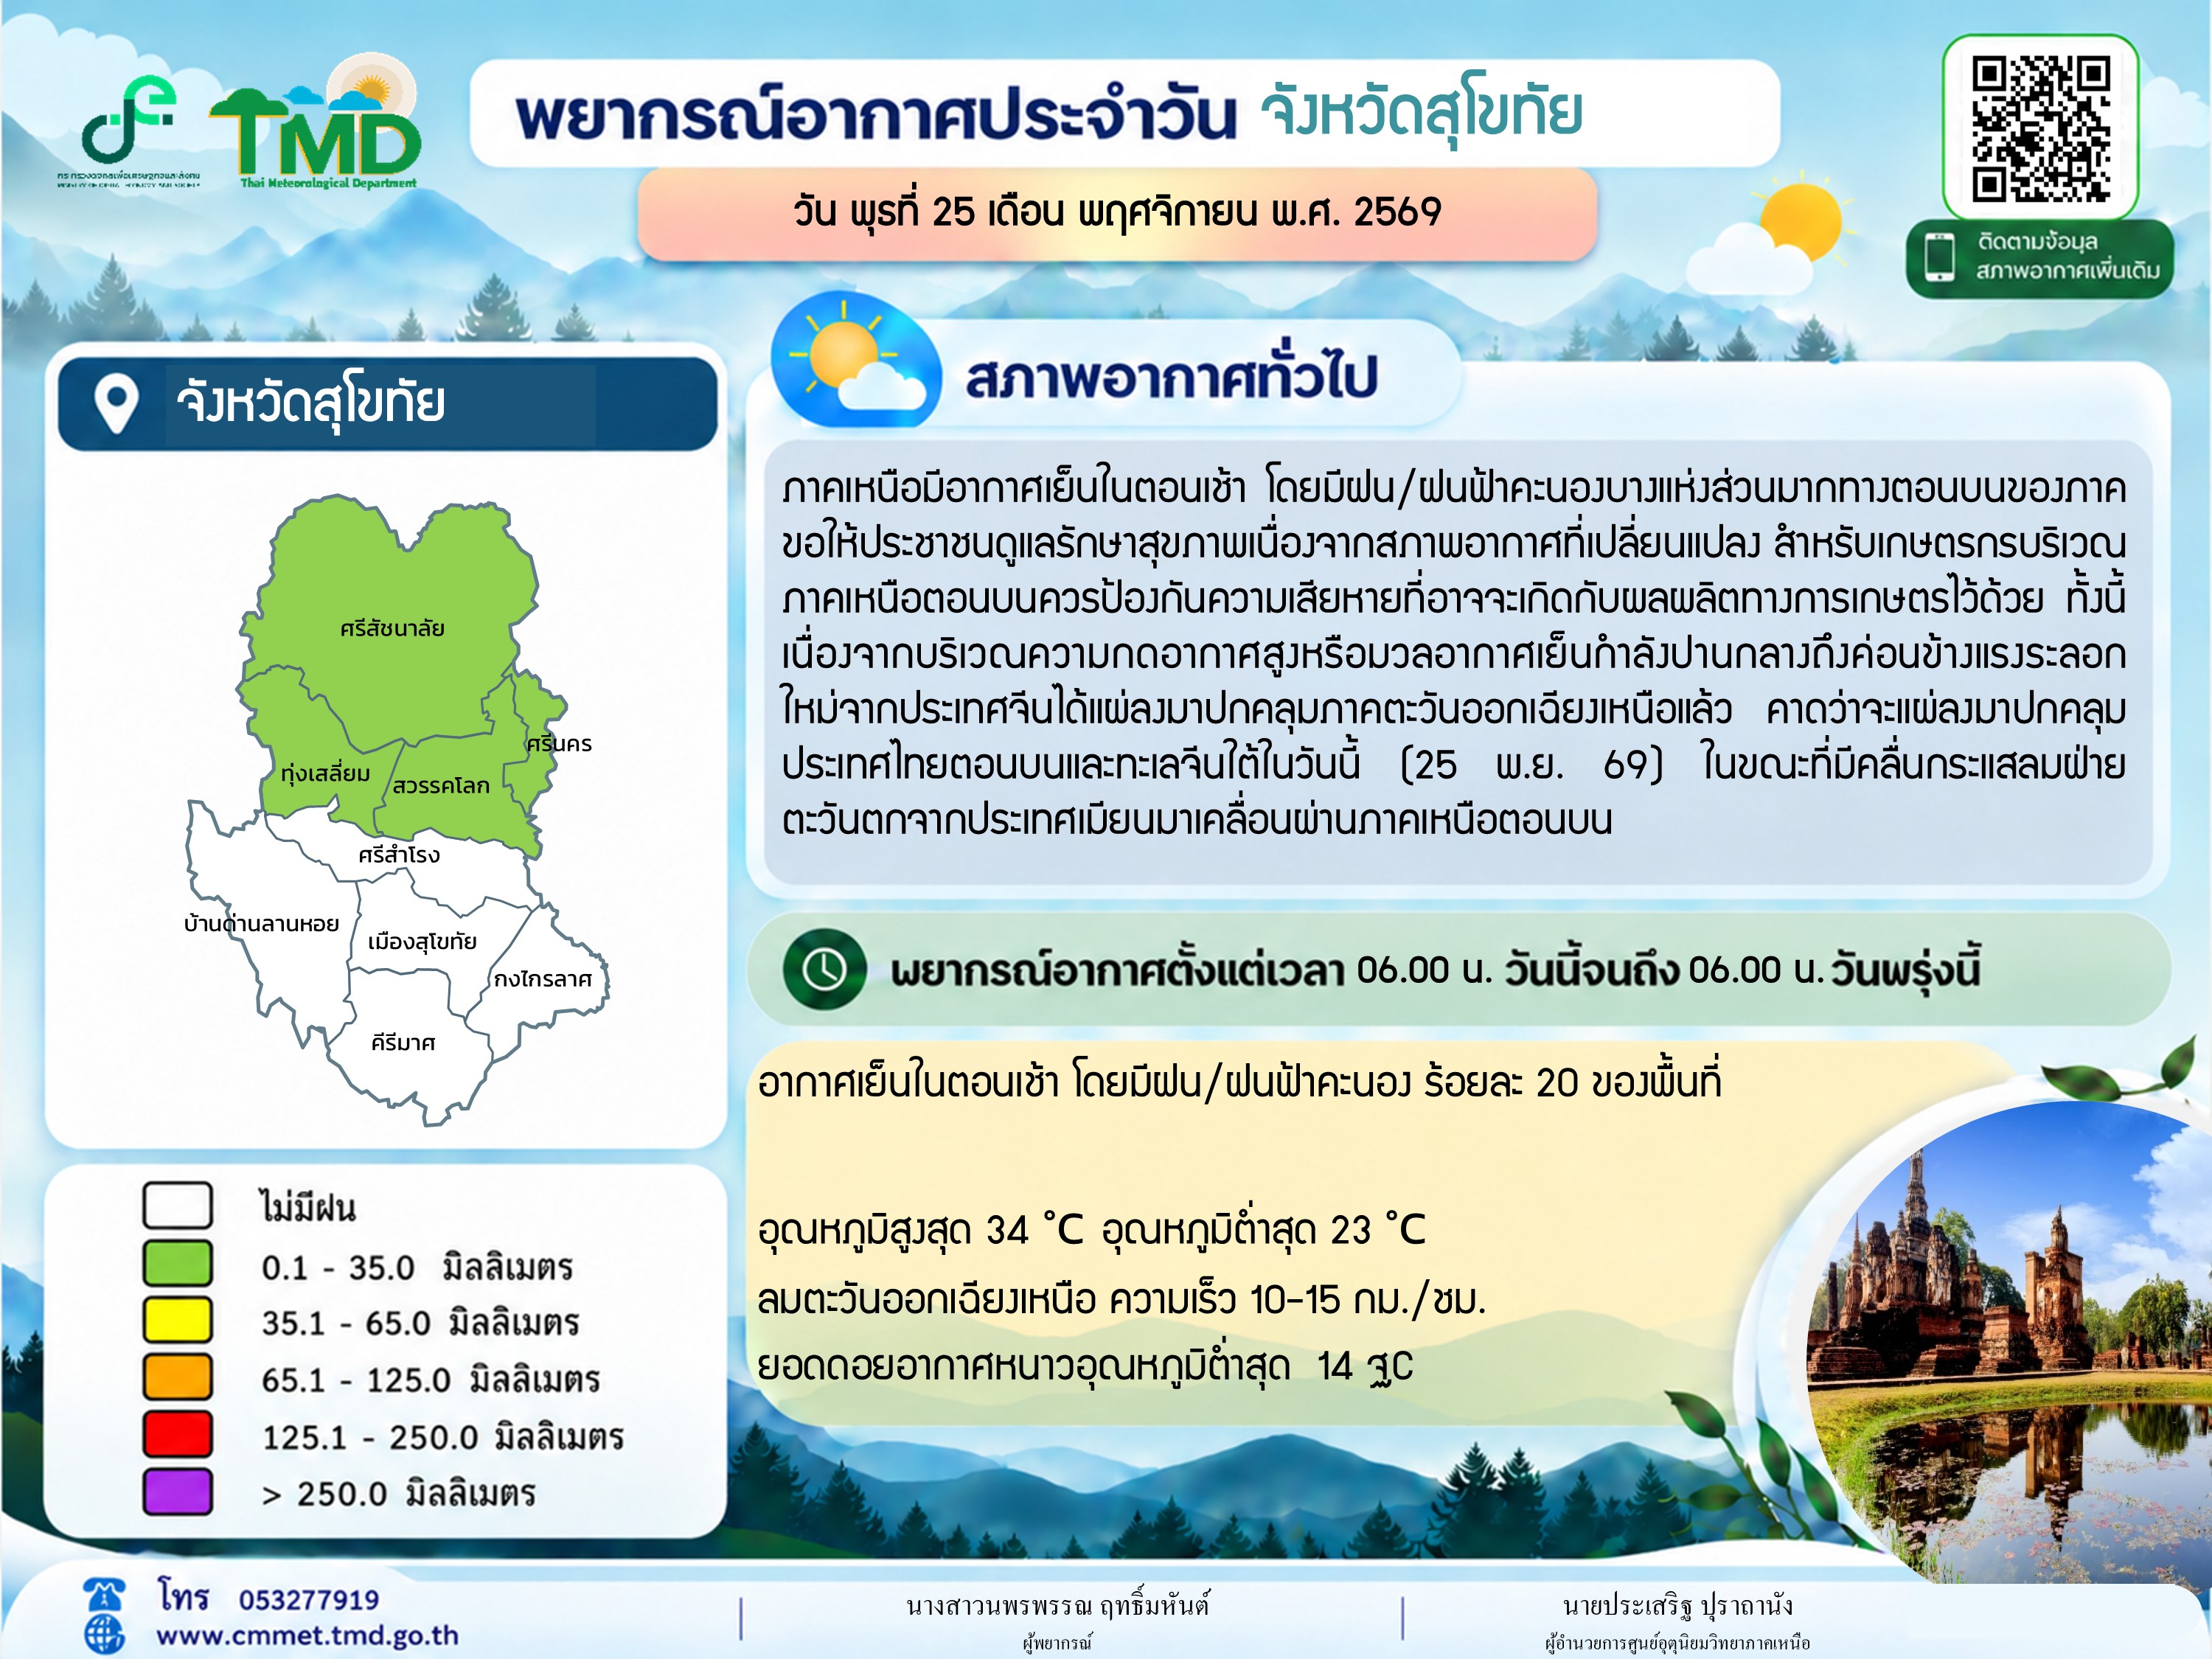 พยากรณ์อากาศประจำวัน จังหวัดสุโขทัย
Thai Meteorological Department
วัน พุธที่ 25 เดือน พฤศจิกายน พ.ศ. 2569
ติดตามข้อมูล
สภาพอากาศเพิ่มเติม
จังหวัดสุโขทัย
ศรีสัชนาลัย
ศรีนคร
ทุ่งเสลี่ยม
สวรรคโลก
ศรีสำโรง
บ้านด่านลานหอย
เมืองสุโขทัย
กงไกรลาศ
คีรีมาศ
ไม่มีฝน
0.1 - 35.0 มิลลิเมตร
35.1 - 65.0 มิลลิเมตร
65.1 - 125.0 มิลลิเมตร
125.1 - 250.0 มิลลิเมตร
> 250.0 มิลลิเมตร
สภาพอากาศทั่วไป
ภาคเหนือมีอากาศเย็นในตอนเช้า โดยมีฝน/ฝนฟ้าคะนองบางแห่งส่วนมากทางตอนบนของภาค
ขอให้ประชาชนดูแลรักษาสุขภาพเนื่องจากสภาพอากาศที่เปลี่ยนแปลง สำหรับเกษตรกรบริเวณ
ภาคเหนือตอนบนควรป้องกันความเสียหายที่อาจจะเกิดกับผลผลิตทางการเกษตรไว้ด้วย ทั้งนี้
เนื่องจากบริเวณความกดอากาศสูงหรือมวลอากาศเย็นกำลังปานกลางถึงค่อนข้างแรงระลอก
ใหม่จากประเทศจีนได้แผ่ลงมาปกคลุมภาคตะวันออกเฉียงเหนือแล้ว คาดว่าจะแผ่ลงมาปกคลุม
ประเทศไทยตอนบนและทะเลจีนใต้ในวันนี้ (25 พ.ย. 69) ในขณะที่มีคลื่นกระแสลมฝ่าย
ตะวันตกจากประเทศเมียนมาเคลื่อนผ่านภาคเหนือตอนบน
พยากรณ์อากาศตั้งแต่เวลา 06.00 น. วันนี้จนถึง 06.00 น. วันพรุ่งนี้
อากาศเย็นในตอนเช้า โดยมีฝน/ฝนฟ้าคะนอง ร้อยละ 20 ของพื้นที่
อุณหภูมิสูงสุด 34 °C อุณหภูมิต่ำสุด 23 °C
ลมตะวันออกเฉียงเหนือ ความเร็ว 10-15 กม./ชม.
ยอดดอยอากาศหนาวอุณหภูมิต่ำสุด 14 ฐC
โทร 053277919
www.cmmet.tmd.go.th
นางสาวนพรพรรณ ฤทธิ์มหันต์
ผู้พยากรณ์
นายประเสริฐ ปุราถานัง
ผู้อำนวยการศูนย์อุตุนิยมวิทยาภาคเหนือ